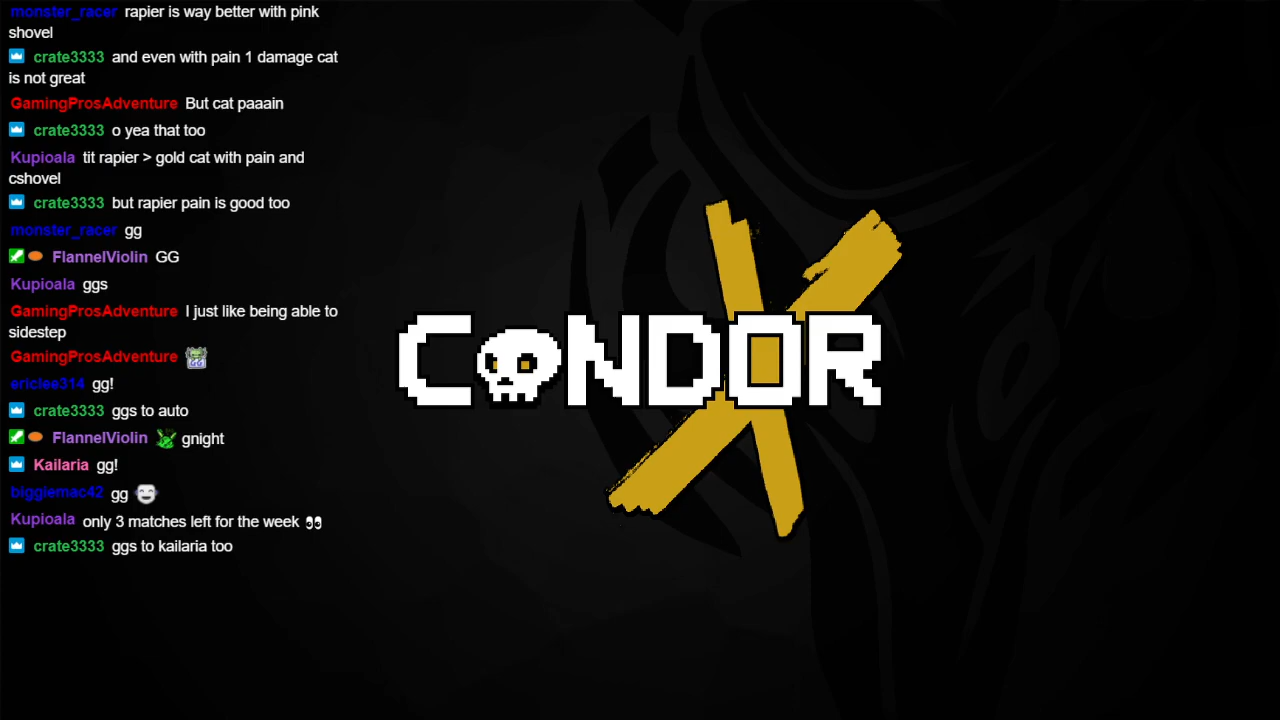 monster_racer rapier is way better with pink
shovel
crate3333 and even with pain 1 damage cat
is not great
GamingProsAdventure But cat paaain
crate3333 o yea that too
Kupioala tit rapier > gold cat with pain and
cshovel
crate3333 but rapier pain is good too
monster_racer gg
FlannelViolin GG
Kupioala ggs
GamingProsAdventure I just like being able to
sidestep
GamingProsAdventure GG
ericlee314 gg!
crate3333 ggs to auto
FlannelViolin gnight
Kailaria gg!
bigglemac42 gg
Kupioala only 3 matches left for the week 👀
crate3333 ggs to kailaria too
CONDOR
X